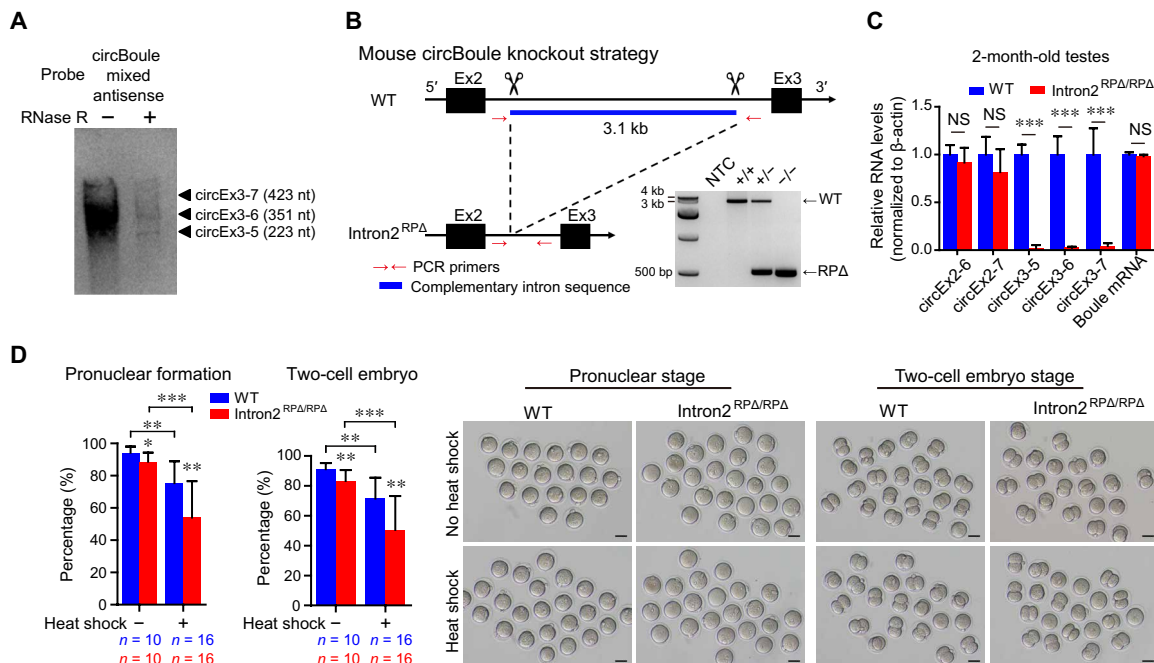 A
Probe
circBoule
mixed
antisense
RNase R − +
circEx3-7 (423 nt)
circEx3-6 (351 nt)
circEx3-5 (223 nt)
B
Mouse circBoule knockout strategy
5′ Ex2 Ex3 3′
WT
3.1 kb
Ex2 Ex3
Intron2RPΔ
→← PCR primers
Complementary intron sequence
NTC +/+ +/− −/−
4 kb
3 kb
500 bp
←WT
←RPΔ
C
2-month-old testes
WT Intron2RPΔ/RPΔ
Relative RNA levels
(normalized to β-actin)
1.5
1.0
0.5
0.0
NS NS *** *** *** NS
circEx2-6
circEx2-7
circEx3-5
circEx3-6
circEx3-7
Boule mRNA
D
Pronuclear formation
Two-cell embryo
WT
Intron2RPΔ/RPΔ
Percentage (%)
100
80
60
40
20
0
***
**
*
**
Heat shock − +
n = 10 n = 16
n = 10 n = 16
Percentage (%)
100
80
60
40
20
0
***
**
**
**
Heat shock − +
n = 10 n = 16
n = 10 n = 16
Pronuclear stage
Two-cell embryo stage
WT Intron2RPΔ/RPΔ WT Intron2RPΔ/RPΔ
No heat shock
Heat shock